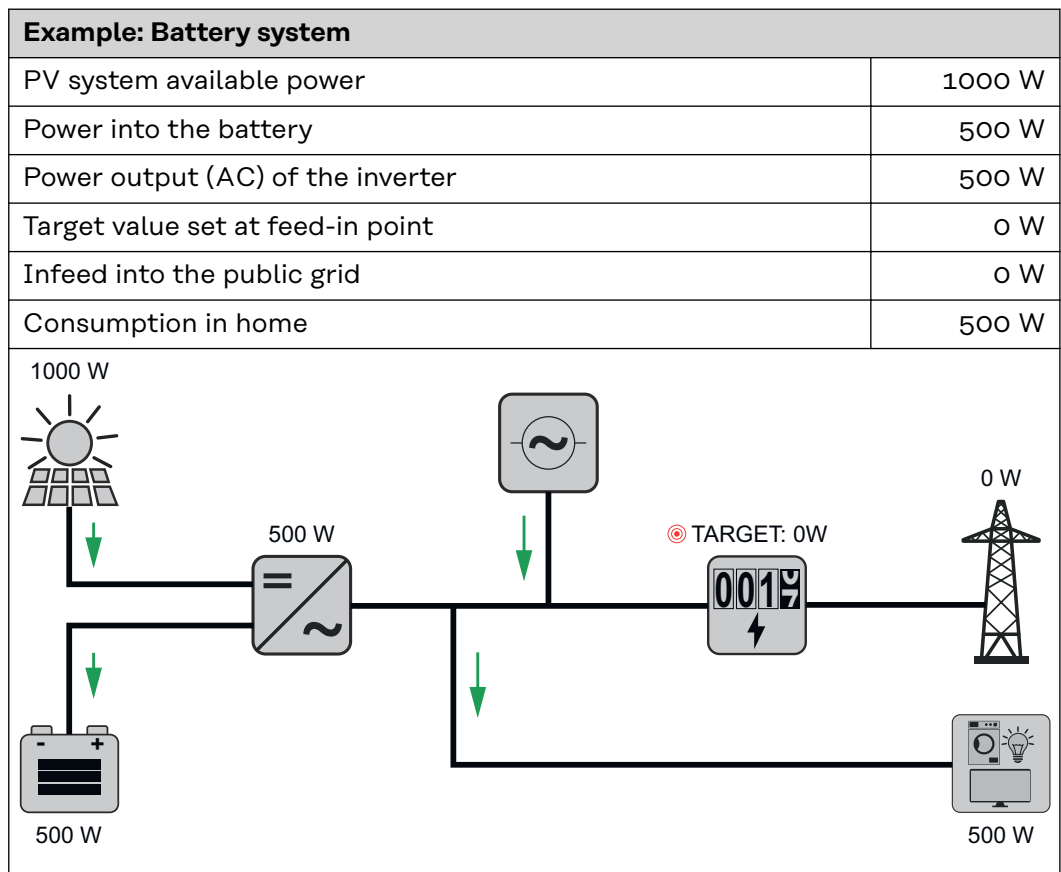 Example: Battery system
PV system available power 1000 W
Power into the battery 500 W
Power output (AC) of the inverter 500 W
Target value set at feed-in point 0 W
Infeed into the public grid 0 W
Consumption in home 500 W
1000 W
0 W
500 W
TARGET: 0W
001
- +
500 W
500 W